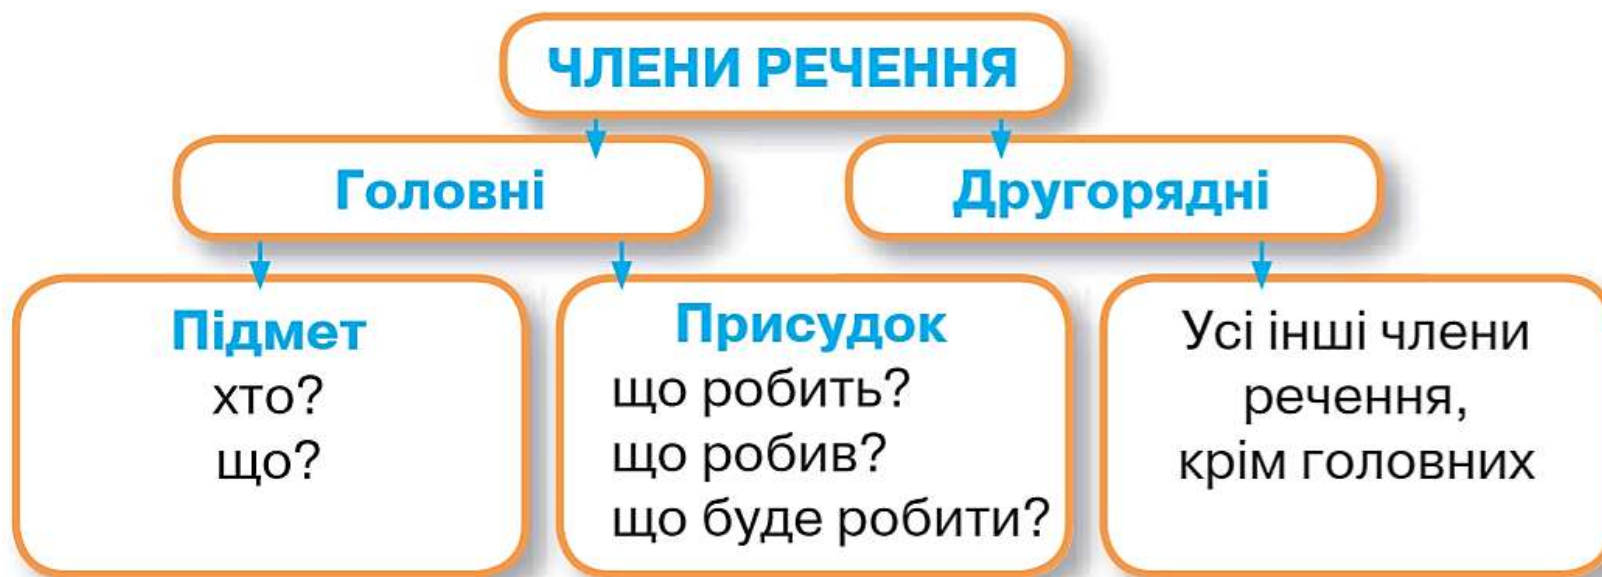 ЧЛЕНИ РЕЧЕННЯ
Головні
Другорядні
Підмет
хто?
що?
Присудок
що робить?
що робив?
що буде робити?
Усі інші члени
речення,
крім головних